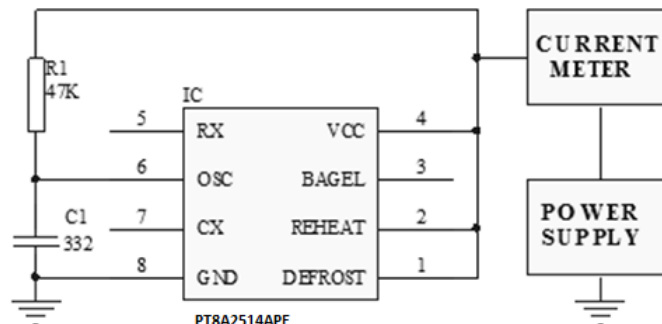 R1
47K
CURRENT
METER
IC
5 RX VCC 4
6 OSC BAGEL 3
C1
332
7 CX REHEAT 2
POWER
SUPPLY
8 GND DEFROST 1
PT8A2514APE